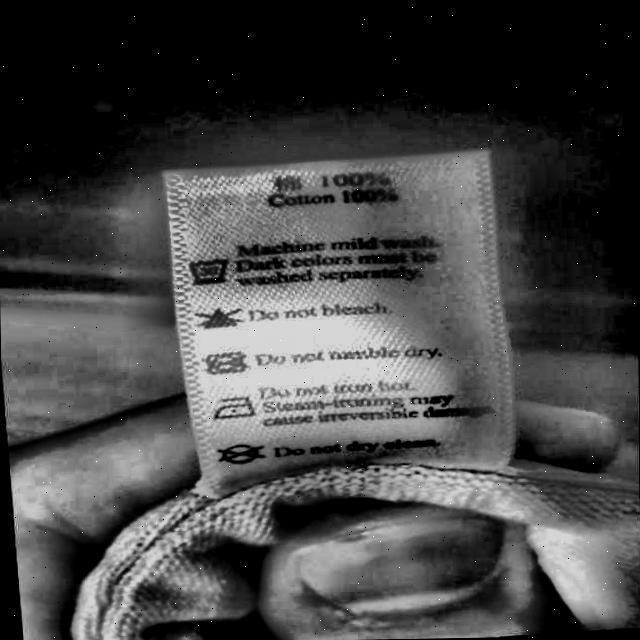 100%
Cotton 100%
Machine mild wash.
Dark colors must be
washed separately.
Do not bleach.
Do not tumble dry.
Do not iron hot.
Steam ironing may
cause irreversible damage.
Do not dry clean.